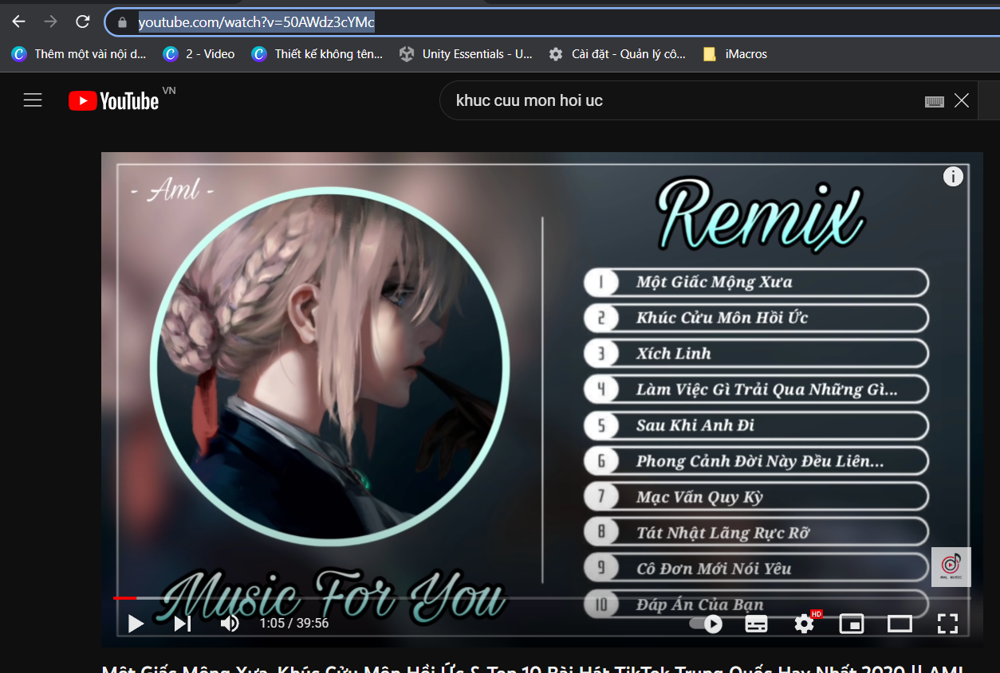 youtube.com/watch?v=50AWdz3cYMc
Thêm một vài nội d...
2 - Video
Thiết kế không tên...
Unity Essentials - U...
Cài đặt - Quản lý cô...
iMacros
YouTube VN
khuc cuu mon hoi uc
- Aml -
Remix
1 Một Giấc Mộng Xưa
2 Khúc Cửu Môn Hồi Ức
3 Xích Linh
4 Làm Việc Gì Trải Qua Những Gì...
5 Sau Khi Anh Đi
6 Phong Cảnh Đời Này Đều Liên...
7 Mạc Vấn Quy Kỳ
8 Tát Nhật Lãng Rực Rỡ
9 Cô Đơn Mới Nói Yêu
10 Đáp Án Của Bạn
AML MUSIC
Music For You
1:05 / 39:56
HD
Một Giấc Mộng Xưa, Khúc Cửu Môn Hồi Ức & Top 10 Bài Hát TikTok Trung Quốc Hay Nhất 2020 || AML